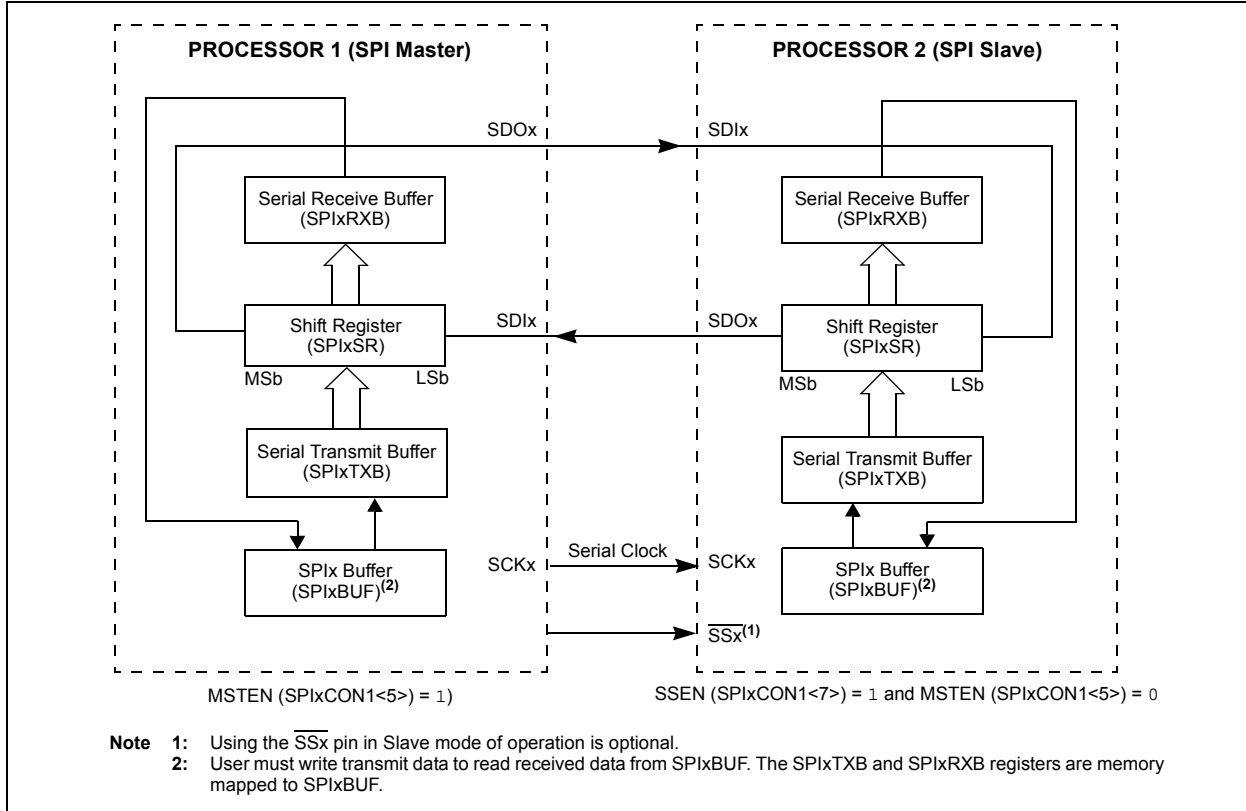 PROCESSOR 1 (SPI Master)
PROCESSOR 2 (SPI Slave)
SDOx
SDIx
Serial Receive Buffer
(SPIxRXB)
Serial Receive Buffer
(SPIxRXB)
Shift Register
(SPIxSR)
SDIx
SDOx
Shift Register
(SPIxSR)
MSb
LSb
MSb
LSb
Serial Transmit Buffer
(SPIxTXB)
Serial Transmit Buffer
(SPIxTXB)
SPIx Buffer
(SPIxBUF)(2)
SCKx
Serial Clock
SCKx
SPIx Buffer
(SPIxBUF)(2)
SSx(1)
MSTEN (SPIxCON1<5>) = 1)
SSEN (SPIxCON1<7>) = 1 and MSTEN (SPIxCON1<5>) = 0
Note 1: Using the SSx pin in Slave mode of operation is optional.
2: User must write transmit data to read received data from SPIxBUF. The SPIxTXB and SPIxRXB registers are memory
mapped to SPIxBUF.